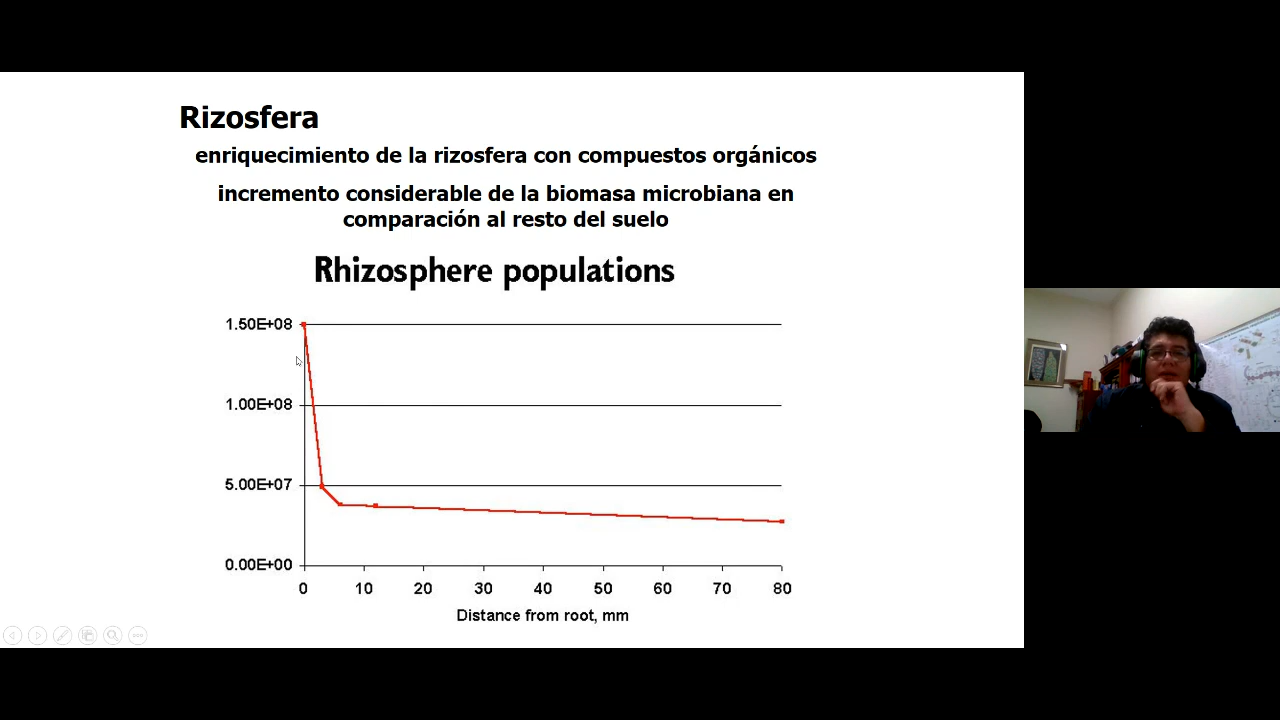 Rizosfera
enriquecimiento de la rizosfera con compuestos orgánicos
incremento considerable de la biomasa microbiana en
comparación al resto del suelo
Rhizosphere populations
1.50E+08
1.00E+08
5.00E+07
0.00E+00
0 10 20 30 40 50 60 70 80
Distance from root, mm